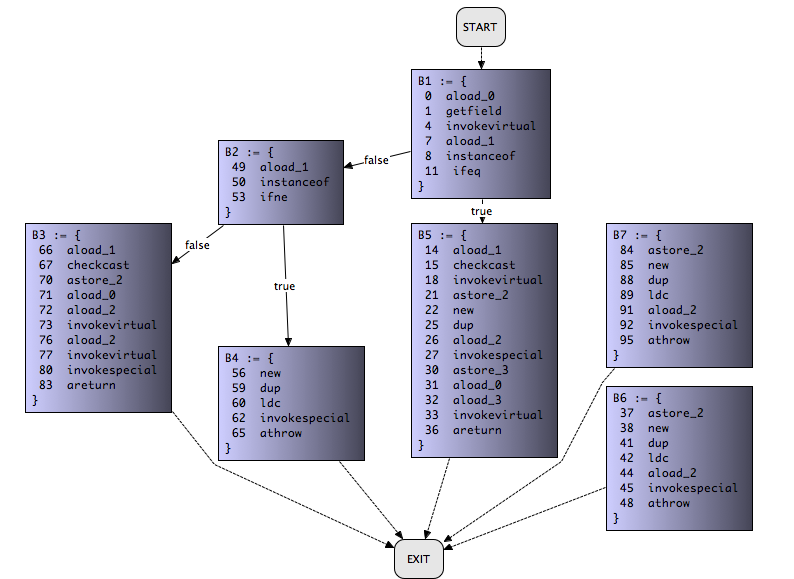 START
B1 := {
0 aload_0
1 getfield
4 invokevirtual
7 aload_1
8 instanceof
11 ifeq
}
false
true
B2 := {
49 aload_1
50 instanceof
53 ifne
}
false
true
B3 := {
66 aload_1
67 checkcast
70 astore_2
71 aload_0
72 aload_2
73 invokevirtual
76 aload_2
77 invokevirtual
80 invokespecial
83 areturn
}
B4 := {
56 new
59 dup
60 ldc
62 invokespecial
65 athrow
}
B5 := {
14 aload_1
15 checkcast
18 invokevirtual
21 astore_2
22 new
25 dup
26 aload_2
27 invokespecial
30 astore_3
31 aload_0
32 aload_3
33 invokevirtual
36 areturn
}
B7 := {
84 astore_2
85 new
88 dup
89 ldc
91 aload_2
92 invokespecial
95 athrow
}
B6 := {
37 astore_2
38 new
41 dup
42 ldc
44 aload_2
45 invokespecial
48 athrow
}
EXIT